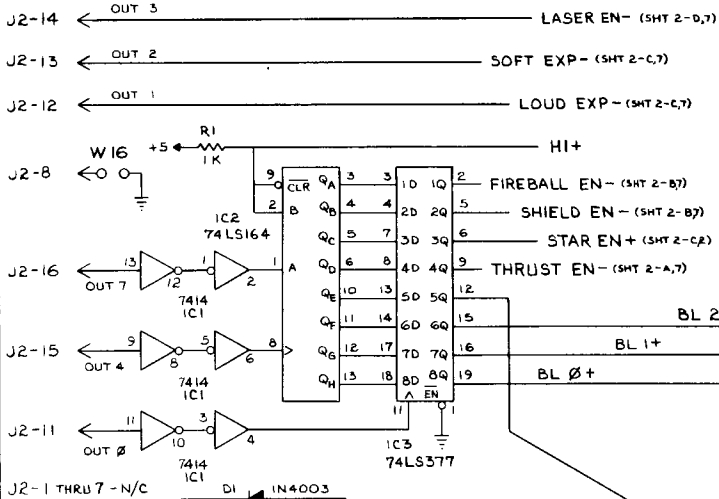 J2-14 OUT 3 LASER EN- (SHT 2-D,7)
J2-13 OUT 2 SOFT EXP- (SHT 2-C,7)
J2-12 OUT 1 LOUD EXP- (SHT 2-C,7)
R1
+5 1K HI+
J2-8 W16
9 CLR QA 3 3 1D 1Q 2 FIREBALL EN- (SHT 2-B,7)
2 B QB 4 4 2D 2Q 5 SHIELD EN- (SHT 2-B,7)
IC2
74LS164
QC 5 7 3D 3Q 6 STAR EN+ (SHT 2-C,2)
J2-16 OUT 7 13 12 1 2 1 A QD 6 8 4D 4Q 9 THRUST EN- (SHT 2-A,7)
7414
IC1
QE 10 13 5D 5Q 12
QF 11 14 6D 6Q 15 BL 2
J2-15 OUT 4 9 8 5 6 8 QG 12 17 7D 7Q 16 BL 1+
7414
IC1
QH 13 18 8D 8Q 19 BL Ø+
EN
11 1
J2-11 OUT Ø 11 10 3 4
7414
IC1
IC3
74LS377
J2-1 THRU 7 - N/C D1 1N4003